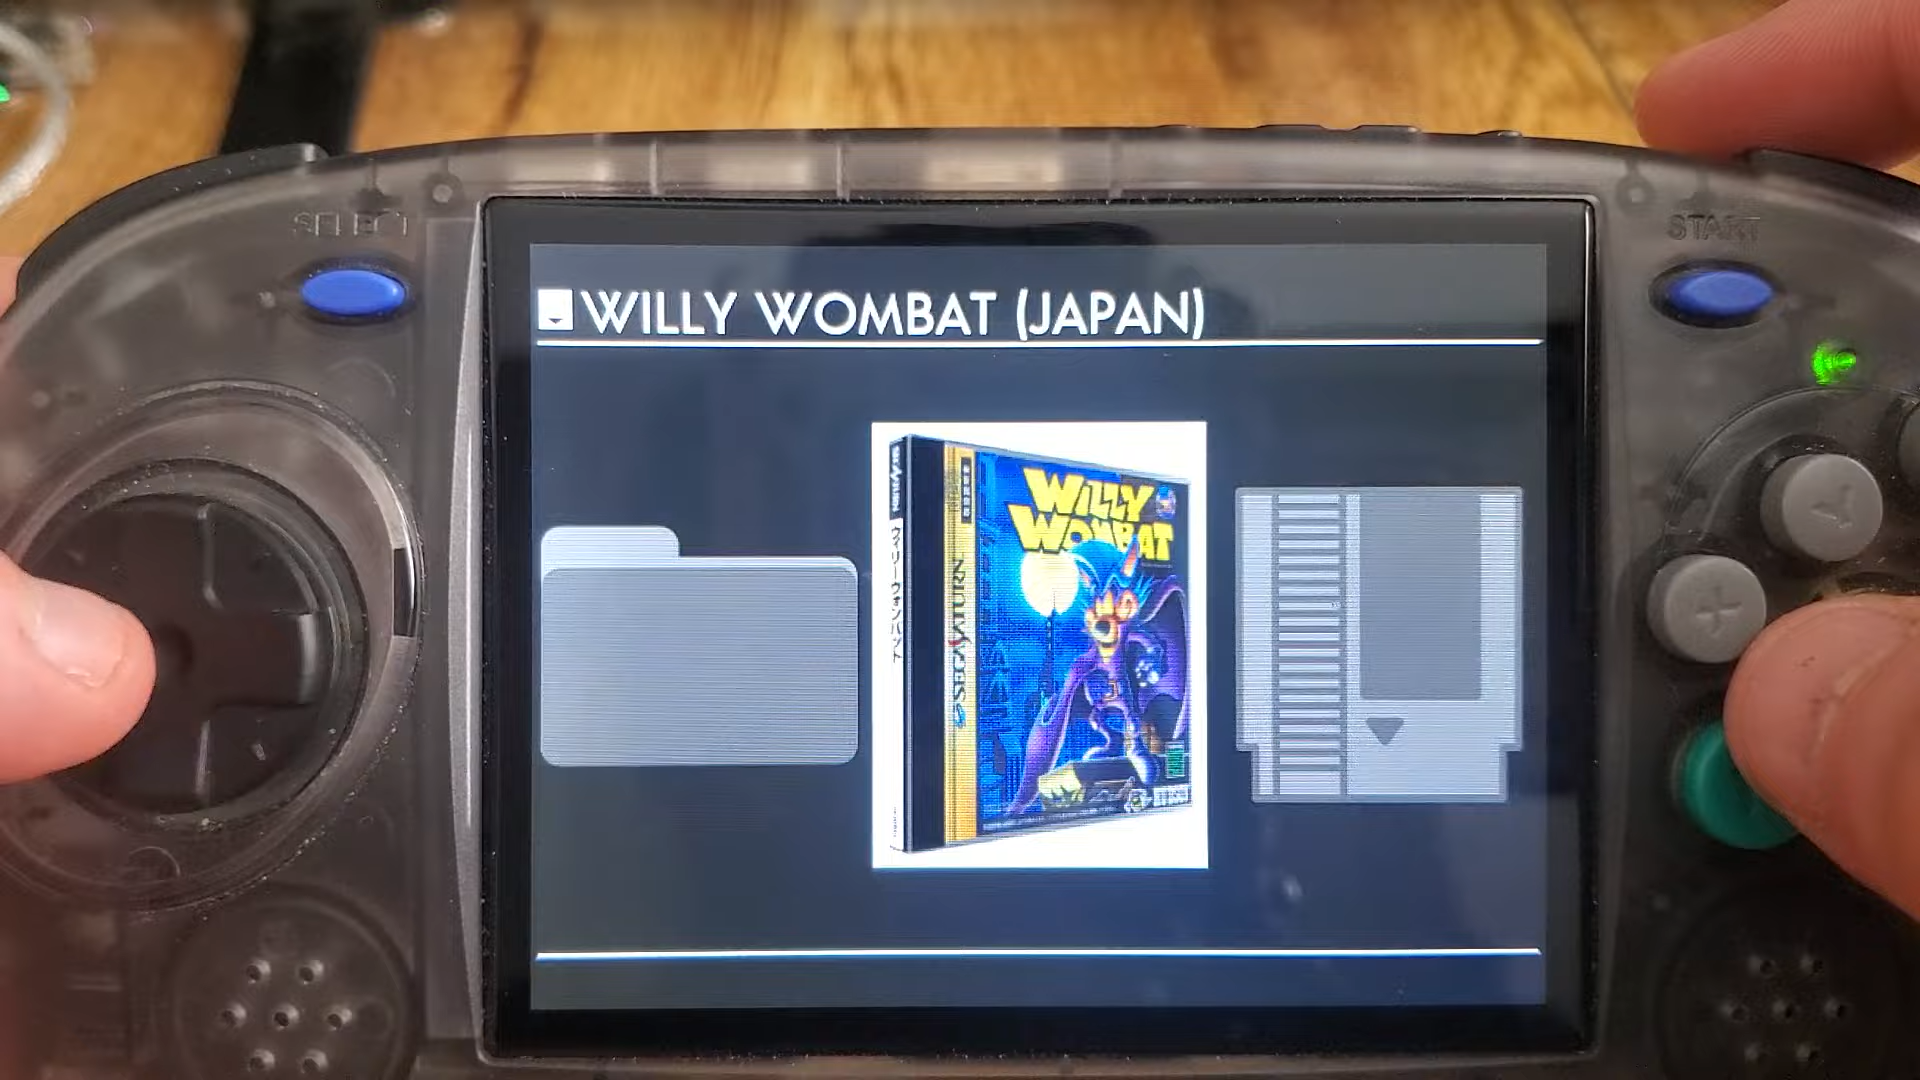 SELECT
START
WILLY WOMBAT (JAPAN)
WILLY
WOMBAT
ウィリーウォンバット
SEGA SATURN
HUDSON